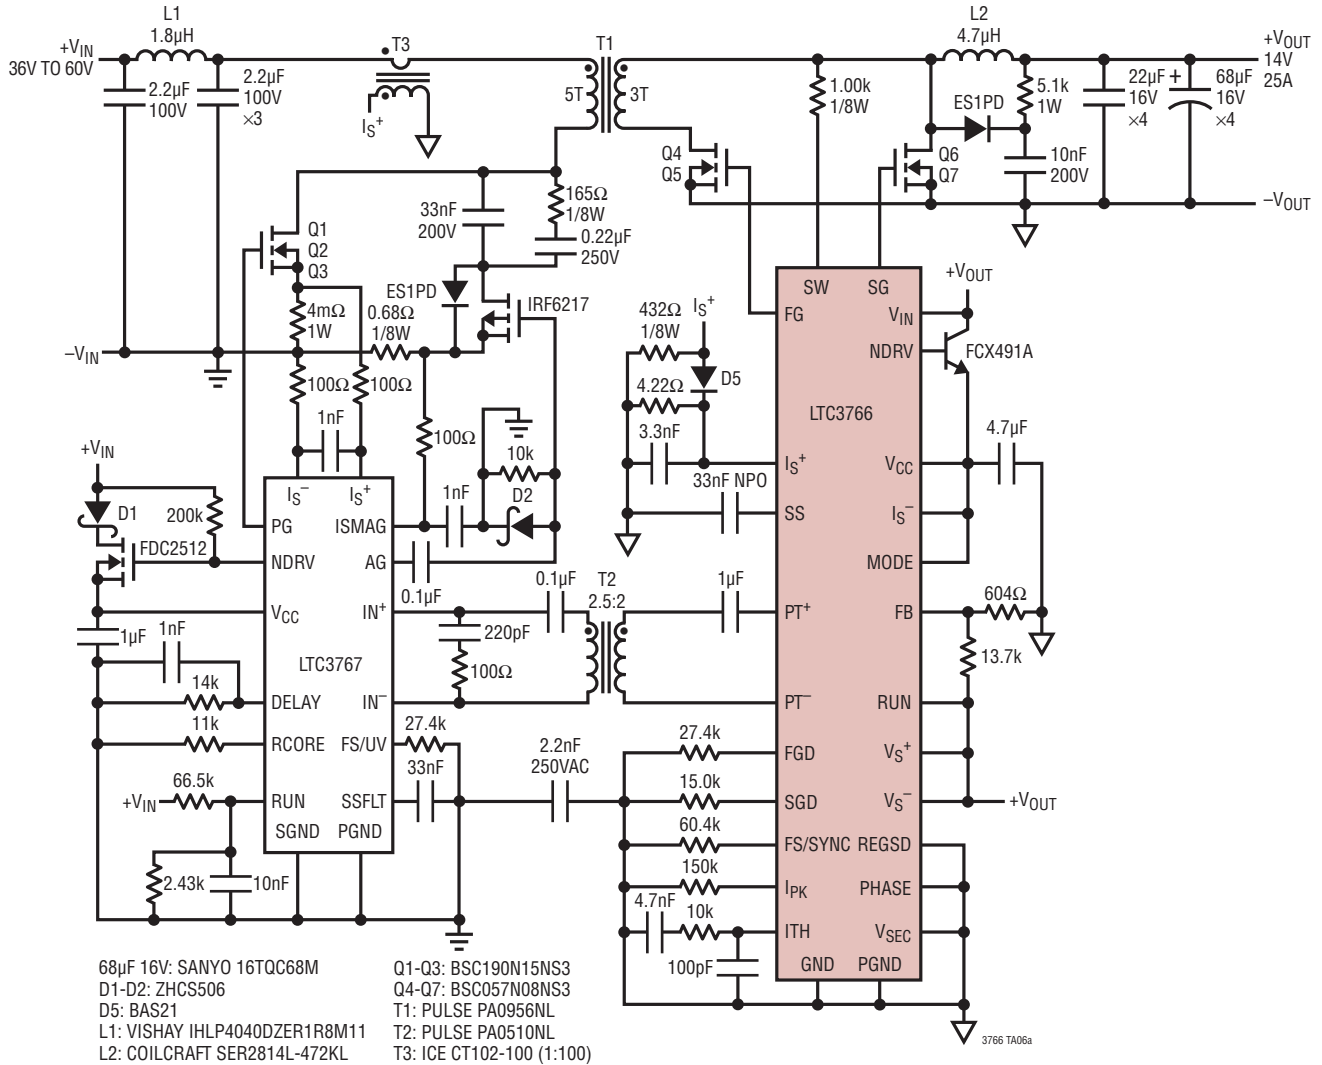 L1
1.8µH
+VIN
36V TO 60V
2.2µF
100V
2.2µF
100V
×3
T3
IS+
T1
5T
3T
L2
4.7µH
+VOUT
14V
25A
1.00k
1/8W
ES1PD
5.1k
1W
22µF
16V
×4
+
68µF
16V
×4
Q4
Q5
Q6
Q7
10nF
200V
–VOUT
33nF
200V
165Ω
1/8W
0.22µF
250V
Q1
Q2
Q3
4mΩ
1W
ES1PD
0.68Ω
1/8W
IRF6217
–VIN
100Ω
100Ω
1nF
100Ω
10k
1nF
D2
+VIN
D1
200k
FDC2512
1µF
1nF
14k
11k
66.5k
+VIN
2.43k
10nF
IS–
IS+
PG
ISMAG
NDRV
AG
VCC
IN+
LTC3767
DELAY
IN–
RCORE
FS/UV
RUN
SSFLT
SGND
PGND
0.1µF
0.1µF
220pF
100Ω
T2
2.5:2
1µF
27.4k
33nF
2.2nF
250VAC
432Ω
1/8W
IS+
D5
4.22Ω
3.3nF
33nF NPO
27.4k
15.0k
60.4k
150k
4.7nF
10k
100pF
SW
SG
FG
VIN
NDRV
LTC3766
IS+
VCC
SS
IS–
MODE
PT+
FB
PT–
RUN
FGD
VS+
SGD
VS–
FS/SYNC
REGSD
IPK
PHASE
ITH
VSEC
GND
PGND
+VOUT
FCX491A
4.7µF
604Ω
13.7k
+VOUT
68µF 16V: SANYO 16TQC68M
D1-D2: ZHCS506
D5: BAS21
L1: VISHAY IHLP4040DZER1R8M11
L2: COILCRAFT SER2814L-472KL
Q1-Q3: BSC190N15NS3
Q4-Q7: BSC057N08NS3
T1: PULSE PA0956NL
T2: PULSE PA0510NL
T3: ICE CT102-100 (1:100)
3766 TA06a